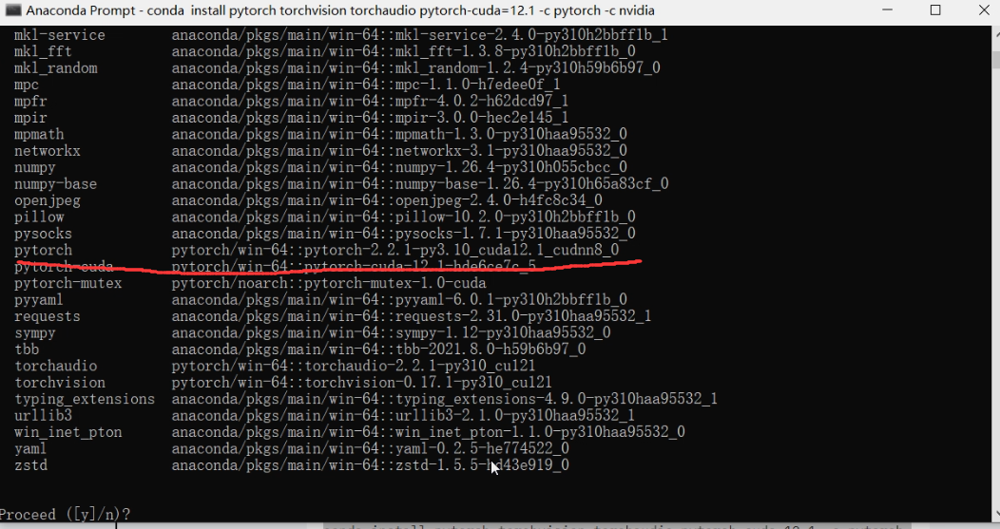 Anaconda Prompt - conda  install pytorch torchvision torchaudio pytorch-cuda=12.1 -c pytorch -c nvidia
mkl-service anaconda/pkgs/main/win-64::mkl-service-2.4.0-py310h2bbff1b_1
mkl_fft anaconda/pkgs/main/win-64::mkl_fft-1.3.8-py310h2bbff1b_0
mkl_random anaconda/pkgs/main/win-64::mkl_random-1.2.4-py310h59b6b97_0
mpc anaconda/pkgs/main/win-64::mpc-1.1.0-h7edee0f_1
mpfr anaconda/pkgs/main/win-64::mpfr-4.0.2-h62dcd97_1
mpir anaconda/pkgs/main/win-64::mpir-3.0.0-hec2e145_1
mpmath anaconda/pkgs/main/win-64::mpmath-1.3.0-py310haa95532_0
networkx anaconda/pkgs/main/win-64::networkx-3.1-py310haa95532_0
numpy anaconda/pkgs/main/win-64::numpy-1.26.4-py310h055cbcc_0
numpy-base anaconda/pkgs/main/win-64::numpy-base-1.26.4-py310h65a83cf_0
openjpeg anaconda/pkgs/main/win-64::openjpeg-2.4.0-h4fc8c34_0
pillow anaconda/pkgs/main/win-64::pillow-10.2.0-py310h2bbff1b_0
pysocks anaconda/pkgs/main/win-64::pysocks-1.7.1-py310haa95532_0
pytorch pytorch/win-64::pytorch-2.2.1-py3.10_cuda12.1_cudnn8_0
pytorch-cuda pytorch/win-64::pytorch-cuda-12.1-hde6ce7c_5
pytorch-mutex pytorch/noarch::pytorch-mutex-1.0-cuda
pyyaml anaconda/pkgs/main/win-64::pyyaml-6.0.1-py310h2bbff1b_0
requests anaconda/pkgs/main/win-64::requests-2.31.0-py310haa95532_1
sympy anaconda/pkgs/main/win-64::sympy-1.12-py310haa95532_0
tbb anaconda/pkgs/main/win-64::tbb-2021.8.0-h59b6b97_0
torchaudio pytorch/win-64::torchaudio-2.2.1-py310_cu121
torchvision pytorch/win-64::torchvision-0.17.1-py310_cu121
typing_extensions anaconda/pkgs/main/win-64::typing_extensions-4.9.0-py310haa95532_1
urllib3 anaconda/pkgs/main/win-64::urllib3-2.1.0-py310haa95532_1
win_inet_pton anaconda/pkgs/main/win-64::win_inet_pton-1.1.0-py310haa95532_0
yaml anaconda/pkgs/main/win-64::yaml-0.2.5-he774522_0
zstd anaconda/pkgs/main/win-64::zstd-1.5.5-hd43e919_0
Proceed ([y]/n)?